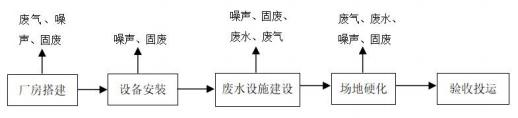 废气、噪
声、固废
噪声、固废
噪声、固废、
废水、废气
废气、废水、
噪声、固废
厂房搭建
设备安装
废水设施建设
场地硬化
验收投运